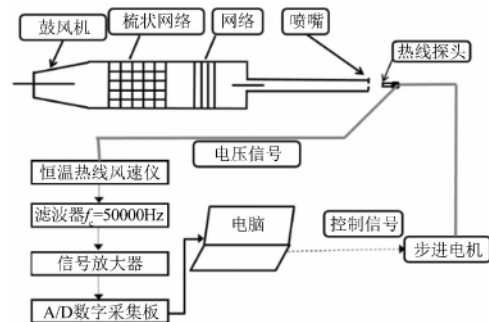 鼓风机
梳状网络
网络
喷嘴
热线探头
电压信号
恒温热线风速仪
滤波器fc=50000Hz
电脑
控制信号
步进电机
信号放大器
A/D数字采集板